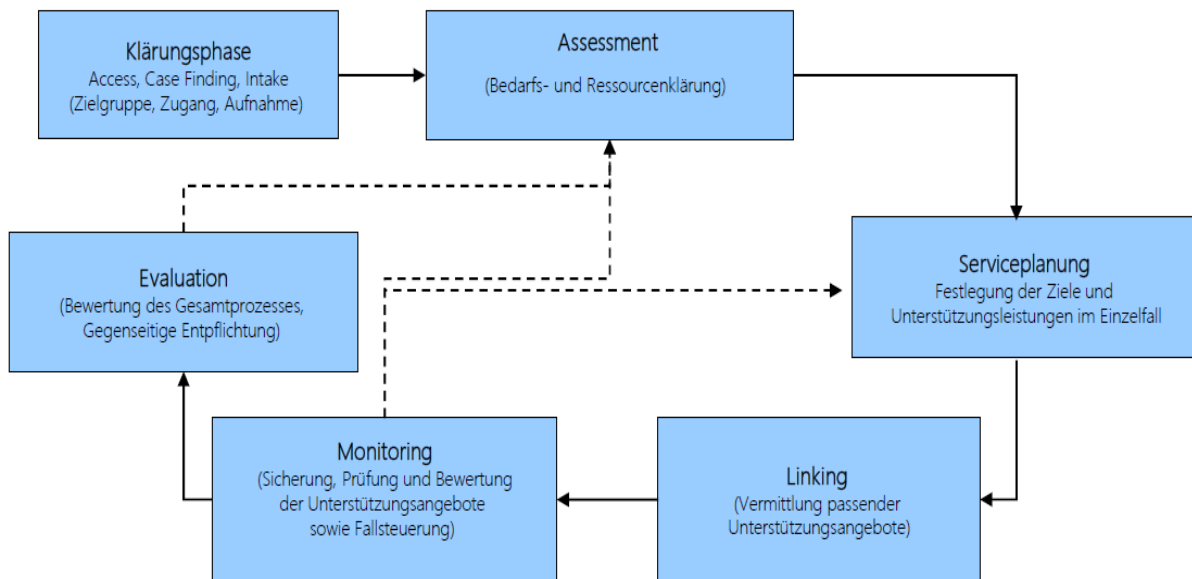 Klärungsphase
Access, Case Finding, Intake
(Zielgruppe, Zugang, Aufnahme)
Assessment
(Bedarfs- und Ressourcenklärung)
Evaluation
(Bewertung des Gesamtprozesses,
Gegenseitige Entpflichtung)
Serviceplanung
Festlegung der Ziele und
Unterstützungsleistungen im Einzelfall
Monitoring
(Sicherung, Prüfung und Bewertung
der Unterstützungsangebote
sowie Fallsteuerung)
Linking
(Vermittlung passender
Unterstützungsangebote)